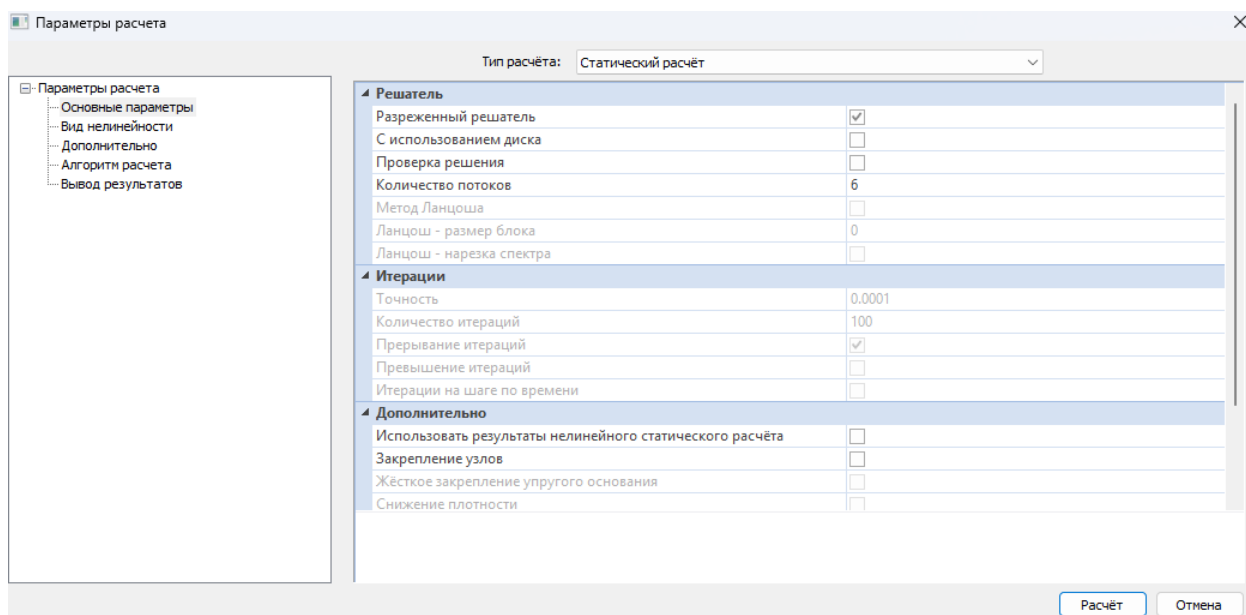 Параметры расчета
Тип расчёта: Статический расчёт
Параметры расчета
Основные параметры
Вид нелинейности
Дополнительно
Алгоритм расчета
Вывод результатов
Решатель
Разреженный решатель
С использованием диска
Проверка решения
Количество потоков 6
Метод Ланцоша
Ланцош - размер блока 0
Ланцош - нарезка спектра
Итерации
Точность 0.0001
Количество итераций 100
Прерывание итераций
Превышение итераций
Итерации на шаге по времени
Дополнительно
Использовать результаты нелинейного статического расчёта
Закрепление узлов
Жёсткое закрепление упругого основания
Снижение плотности
Расчёт Отмена